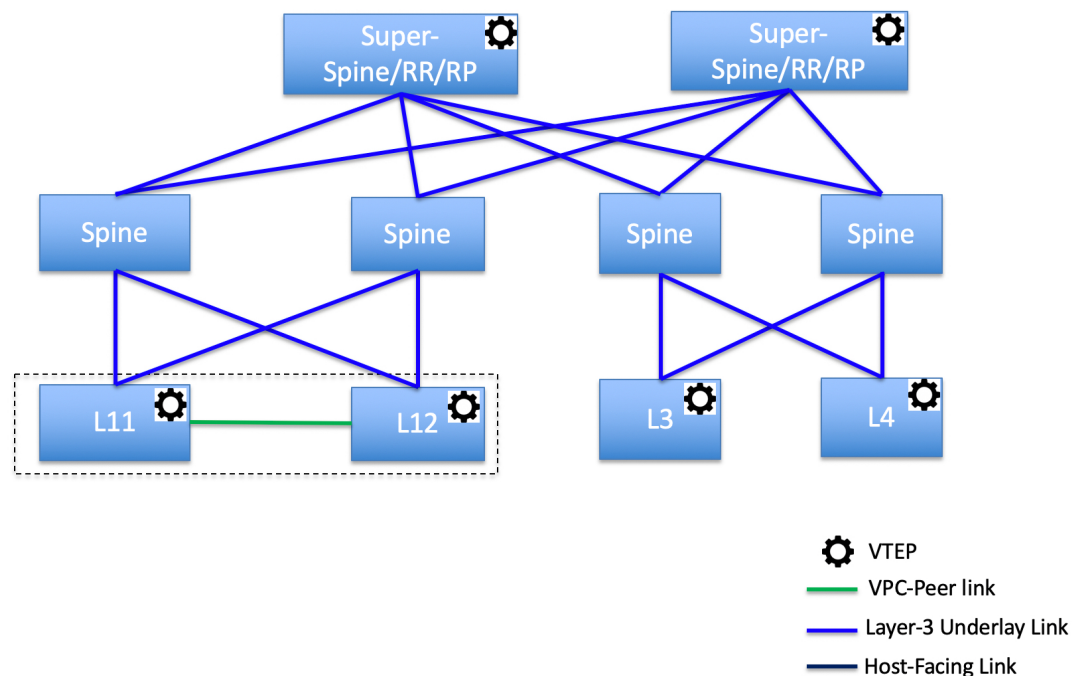 Super-
Spine/RR/RP
Super-
Spine/RR/RP
Spine
Spine
Spine
Spine
L11
L12
L3
L4
VTEP
VPC-Peer link
Layer-3 Underlay Link
Host-Facing Link